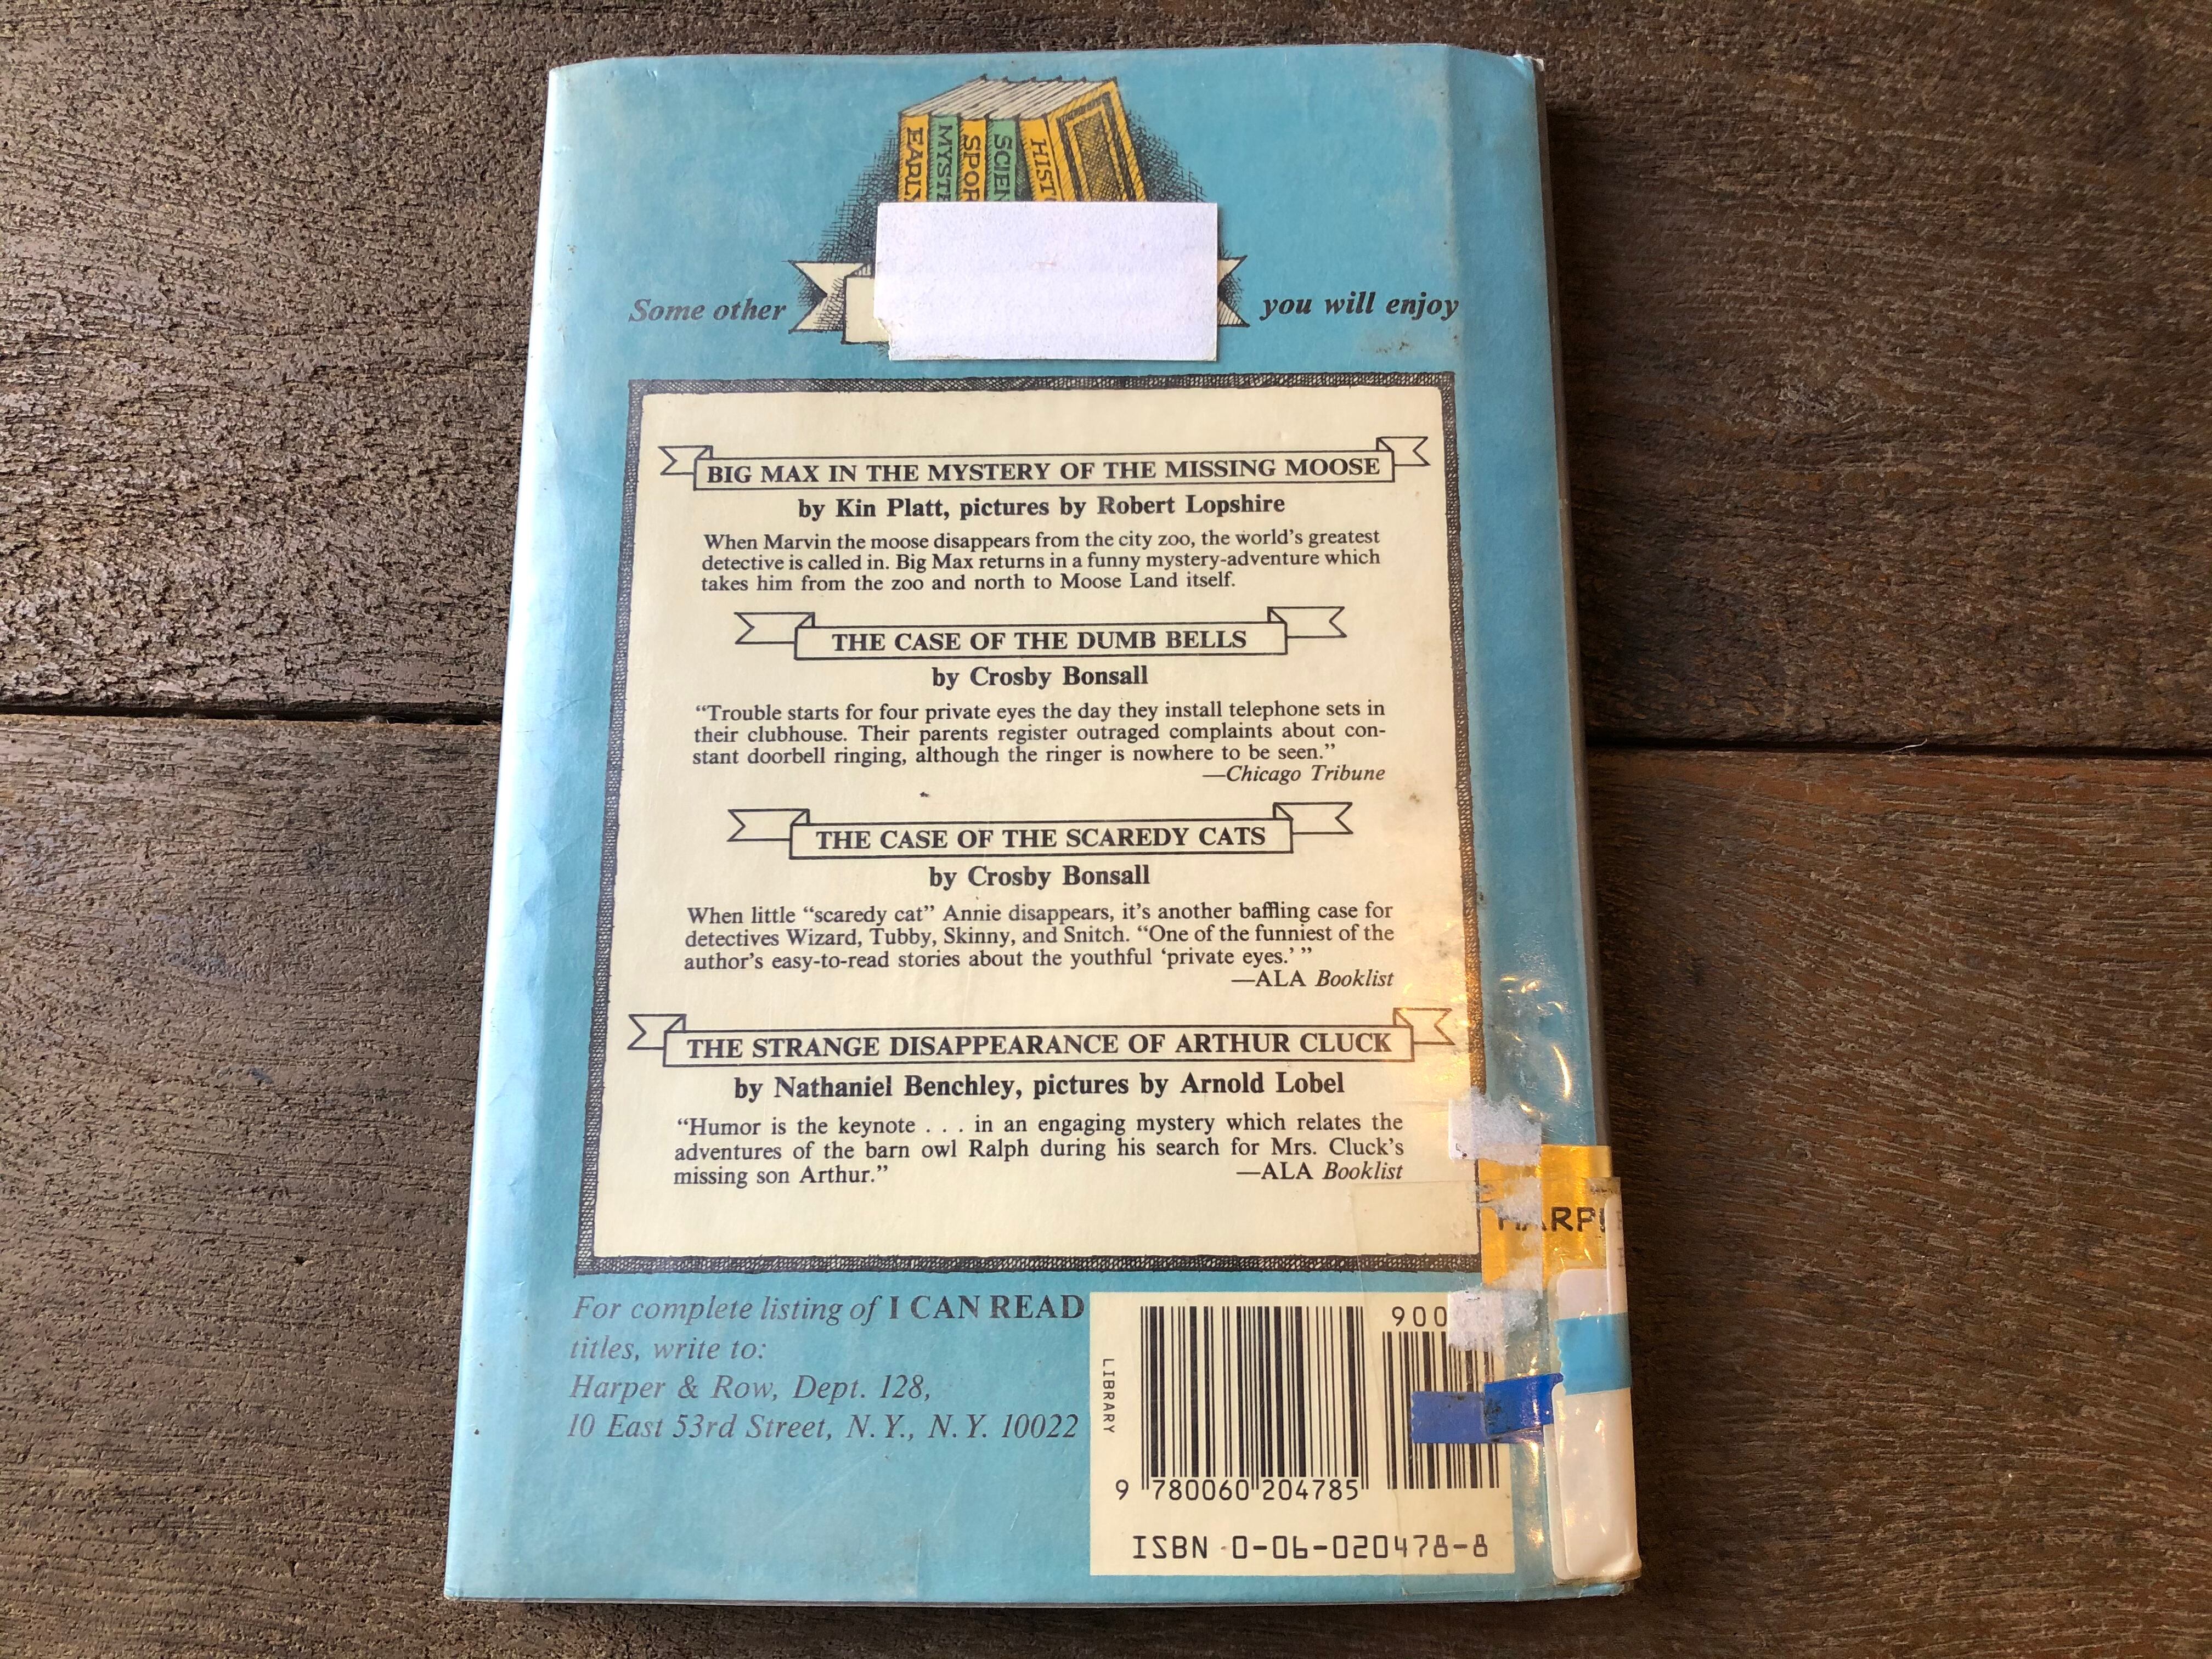 EARLY
MYSTE
SPOR
SCIEN
HIST
Some other you will enjoy
BIG MAX IN THE MYSTERY OF THE MISSING MOOSE
by Kin Platt, pictures by Robert Lopshire
When Marvin the moose disappears from the city zoo, the world's greatest
detective is called in. Big Max returns in a funny mystery-adventure which
takes him from the zoo and north to Moose Land itself.
THE CASE OF THE DUMB BELLS
by Crosby Bonsall
“Trouble starts for four private eyes the day they install telephone sets in
their clubhouse. Their parents register outraged complaints about con-
stant doorbell ringing, although the ringer is nowhere to be seen.”
—Chicago Tribune
THE CASE OF THE SCAREDY CATS
by Crosby Bonsall
When little “scaredy cat” Annie disappears, it's another baffling case for
detectives Wizard, Tubby, Skinny, and Snitch. “One of the funniest of the
author's easy-to-read stories about the youthful ‘private eyes.’ ”
—ALA Booklist
THE STRANGE DISAPPEARANCE OF ARTHUR CLUCK
by Nathaniel Benchley, pictures by Arnold Lobel
“Humor is the keynote . . . in an engaging mystery which relates the
adventures of the barn owl Ralph during his search for Mrs. Cluck's
missing son Arthur.” —ALA Booklist
HARP
For complete listing of I CAN READ
titles, write to:
Harper & Row, Dept. 128,
10 East 53rd Street, N.Y., N.Y. 10022
LIBRARY
900
9 780060 204785
ISBN 0-06-020478-8